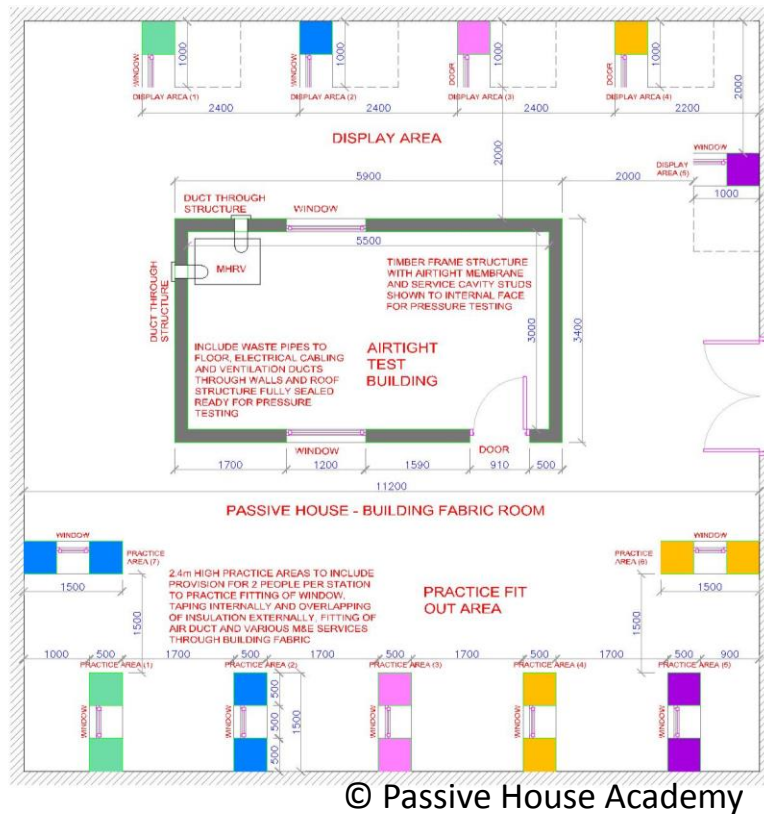 1000
1000
1000
1000
2000
WINDOW
WINDOW
DOOR
DOOR
DISPLAY AREA (1)
DISPLAY AREA (2)
DISPLAY AREA (3)
DISPLAY AREA (4)
2400
2400
2400
2200
DISPLAY AREA
2000
WINDOW
DISPLAY
AREA (5)
5900
2000
1000
DUCT THROUGH
STRUCTURE
WINDOW
5500
MHRV
DUCT THROUGH
STRUCTURE
TIMBER FRAME STRUCTURE
WITH AIRTIGHT MEMBRANE
AND SERVICE CAVITY STUDS
SHOWN TO INTERNAL FACE
FOR PRESSURE TESTING
3000
3400
INCLUDE WASTE PIPES TO
FLOOR, ELECTRICAL CABLING
AND VENTILATION DUCTS
THROUGH WALLS AND ROOF
STRUCTURE FULLY SEALED
READY FOR PRESSURE
TESTING
AIRTIGHT
TEST
BUILDING
WINDOW
DOOR
1700
1200
1590
910
500
11200
PASSIVE HOUSE - BUILDING FABRIC ROOM
WINDOW
PRACTICE
AREA (7)
1500
1500
2.4m HIGH PRACTICE AREAS TO INCLUDE
PROVISION FOR 2 PEOPLE PER STATION
TO PRACTICE FITTING OF WINDOW,
TAPING INTERNALLY AND OVERLAPPING
OF INSULATION EXTERNALLY, FITTING OF
AIR DUCT AND VARIOUS M&E SERVICES
THROUGH BUILDING FABRIC
PRACTICE FIT
OUT AREA
WINDOW
PRACTICE
AREA (6)
1500
1500
1000
500
1700
500
1700
500
1700
500
1700
500
900
PRACTICE AREA (1)
PRACTICE AREA (2)
PRACTICE AREA (3)
PRACTICE AREA (4)
PRACTICE AREA (5)
WINDOW
WINDOW
500
500
500
1500
WINDOW
WINDOW
WINDOW
© Passive House Academy